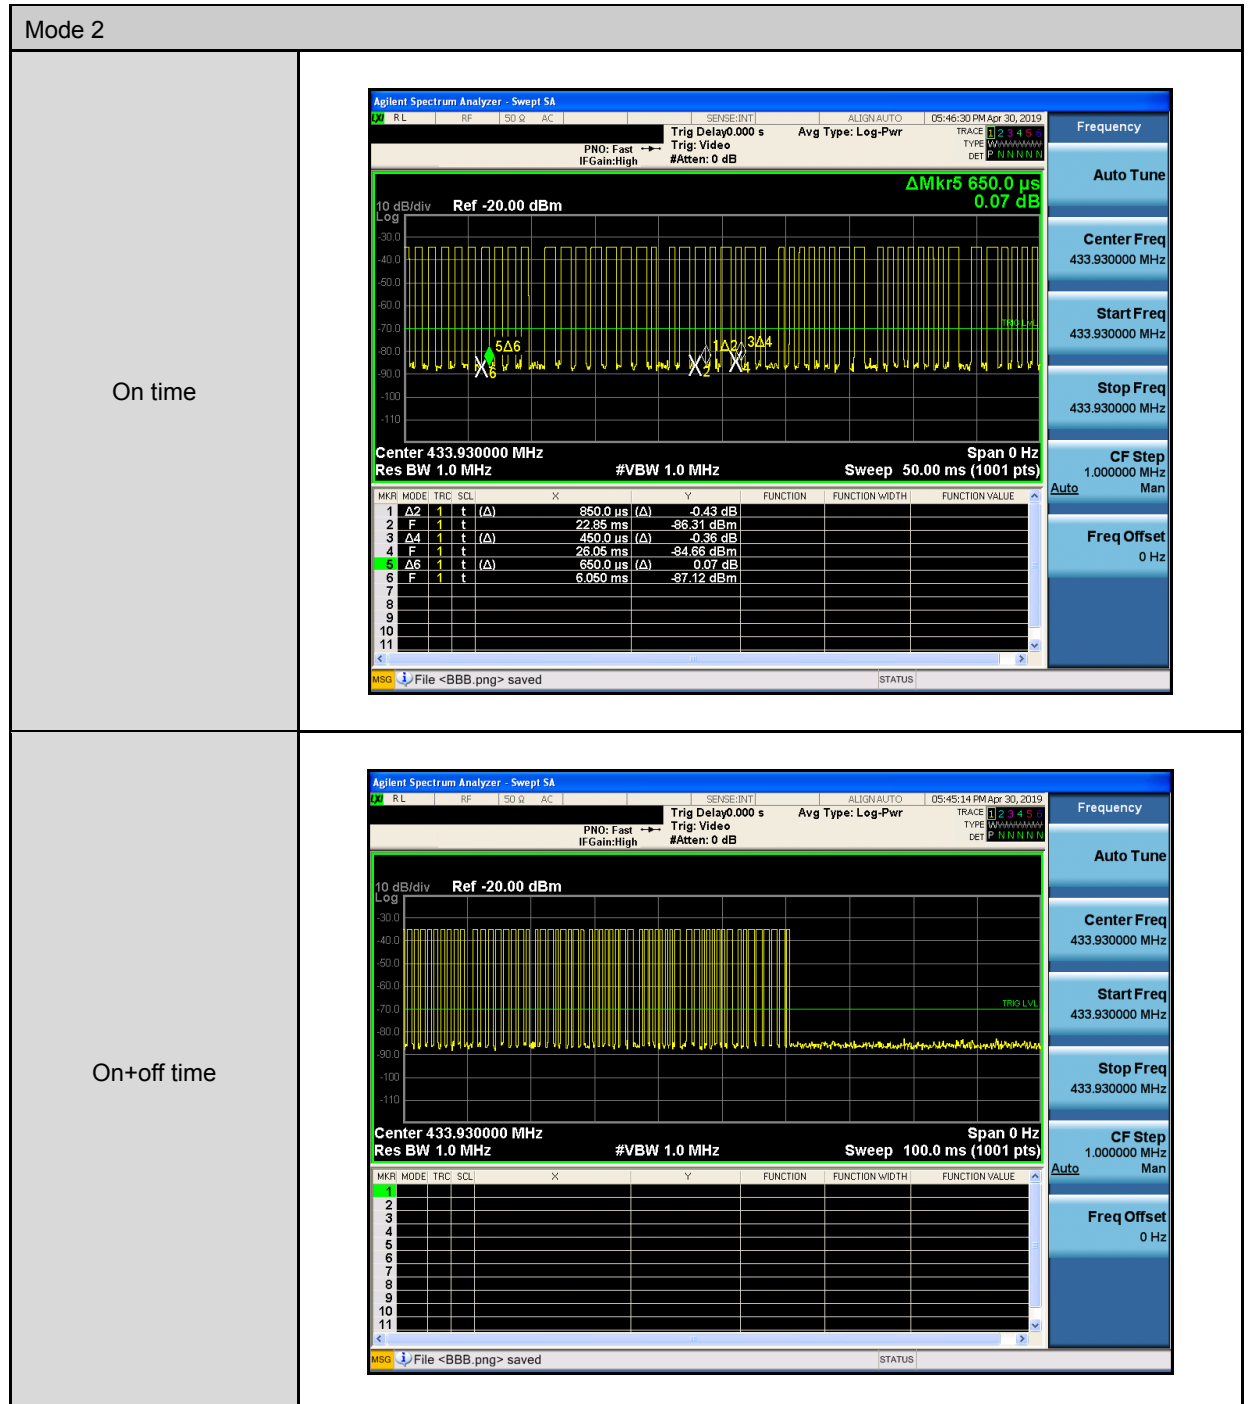 Mode 2
On time
Agilent Spectrum Analyzer - Swept SA
LXI RL RF 50 Ω AC SENSE:INT ALIGN AUTO 05:46:30 PM Apr 30, 2019
Trig Delay0.000 s Avg Type: Log-Pwr TRACE 1 2 3 4 5 6
PNO: Fast Trig: Video TYPE WWWWWW
IFGain:High #Atten: 0 dB DET P N N N N N
Frequency
Auto Tune
Center Freq
433.930000 MHz
Start Freq
433.930000 MHz
Stop Freq
433.930000 MHz
CF Step
1.000000 MHz
Auto Man
Freq Offset
0 Hz
ΔMkr5 650.0 µs
0.07 dB
10 dB/div Ref -20.00 dBm
Log
-30.0
-40.0
-50.0
-60.0
-70.0
TRIG LVL
-80.0
5Δ6 1Δ2 3Δ4
6 2 4
-90.0
-100
-110
Center 433.930000 MHz Span 0 Hz
Res BW 1.0 MHz #VBW 1.0 MHz Sweep 50.00 ms (1001 pts)
MKR MODE TRC SCL X Y FUNCTION FUNCTION WIDTH FUNCTION VALUE
1 Δ2 1 t (Δ) 850.0 µs (Δ) -0.43 dB
2 F 1 t 22.85 ms -86.31 dBm
3 Δ4 1 t (Δ) 450.0 µs (Δ) -0.36 dB
4 F 1 t 26.05 ms -84.66 dBm
5 Δ6 1 t (Δ) 650.0 µs (Δ) 0.07 dB
6 F 1 t 6.050 ms -87.12 dBm
7
8
9
10
11
MSG File <BBB.png> saved STATUS
On+off time
Agilent Spectrum Analyzer - Swept SA
LXI RL RF 50 Ω AC SENSE:INT ALIGN AUTO 05:45:14 PM Apr 30, 2019
Trig Delay0.000 s Avg Type: Log-Pwr TRACE 1 2 3 4 5 6
PNO: Fast Trig: Video TYPE WWWWWW
IFGain:High #Atten: 0 dB DET P N N N N N
Frequency
Auto Tune
Center Freq
433.930000 MHz
Start Freq
433.930000 MHz
Stop Freq
433.930000 MHz
CF Step
1.000000 MHz
Auto Man
Freq Offset
0 Hz
10 dB/div Ref -20.00 dBm
Log
-30.0
-40.0
-50.0
-60.0
-70.0
TRIG LVL
-80.0
-90.0
-100
-110
Center 433.930000 MHz Span 0 Hz
Res BW 1.0 MHz #VBW 1.0 MHz Sweep 100.0 ms (1001 pts)
MKR MODE TRC SCL X Y FUNCTION FUNCTION WIDTH FUNCTION VALUE
1
2
3
4
5
6
7
8
9
10
11
MSG File <BBB.png> saved STATUS